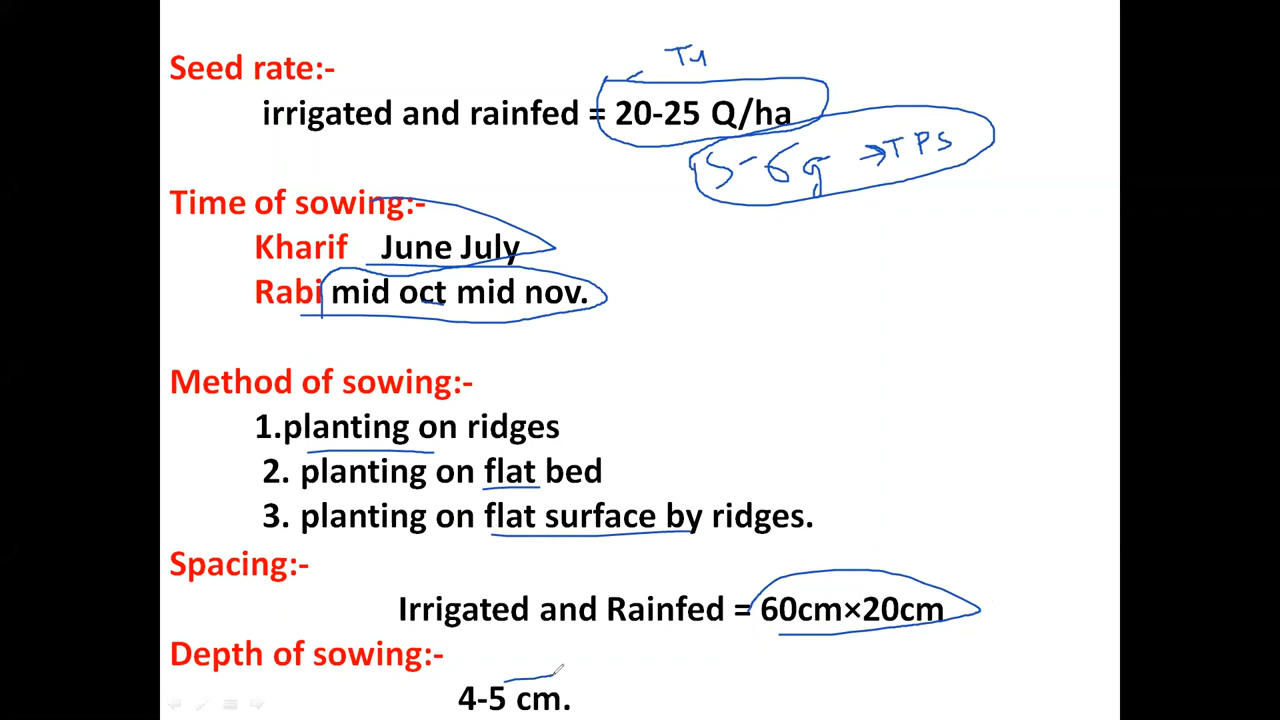 Seed rate:-
Tu
irrigated and rainfed = 20-25 Q/ha
5-6g → TPS
Time of sowing:-
Kharif June July
Rabi mid oct mid nov.
Method of sowing:-
1.planting on ridges
2. planting on flat bed
3. planting on flat surface by ridges.
Spacing:-
Irrigated and Rainfed = 60cm×20cm
Depth of sowing:-
4-5 cm.